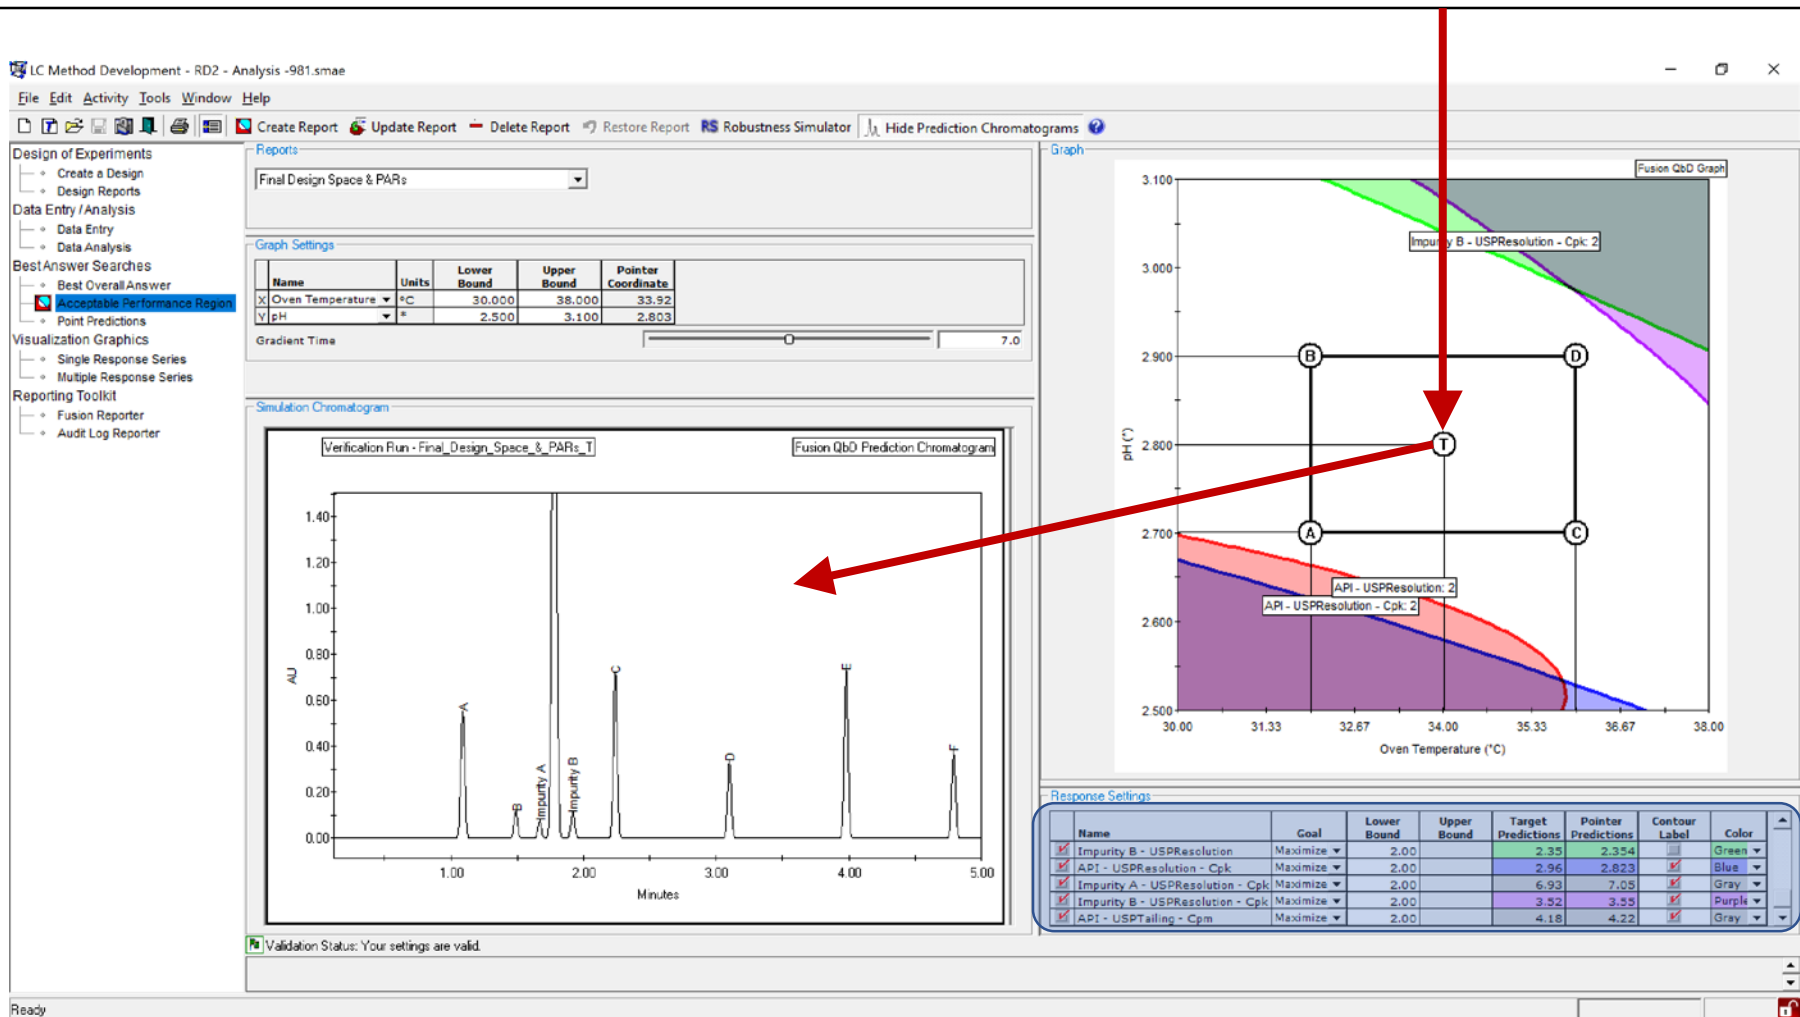 LC Method Development - RD2 - Analysis -981.smae
File Edit Activity Tools Window Help
Create Report Update Report Delete Report Restore Report RS Robustness Simulator Hide Prediction Chromatograms
Design of Experiments
Create a Design
Design Reports
Data Entry / Analysis
Data Entry
Data Analysis
Best Answer Searches
Best Overall Answer
Acceptable Performance Region
Point Predictions
Visualization Graphics
Single Response Series
Multiple Response Series
Reporting Toolkit
Fusion Reporter
Audit Log Reporter
Reports
Final Design Space & PARs
Graph Settings
Name Units Lower Bound Upper Bound Pointer Coordinate
X Oven Temperature °C 30.000 38.000 33.92
Y pH * 2.500 3.100 2.803
Gradient Time 7.0
Simulation Chromatogram
Verification Run - Final_Design_Space_&_PARs_T
Fusion QbD Prediction Chromatogram
AU
1.40
1.20
1.00
0.80
0.60
0.40
0.20
0.00
A
B
Impurity A
Impurity B
C
D
E
F
1.00 2.00 3.00 4.00 5.00
Minutes
Validation Status: Your settings are valid.
Graph
Fusion QbD Graph
pH (*)
3.100
3.000
2.900
2.800
2.700
2.600
2.500
Impurity B - USPResolution - Cpk: 2
B
D
T
A
C
API - USPResolution: 2
API - USPResolution - Cpk: 2
30.00 31.33 32.67 34.00 35.33 36.67 38.00
Oven Temperature (°C)
Response Settings
Name Goal Lower Bound Upper Bound Target Predictions Pointer Predictions Contour Label Color
Impurity B - USPResolution Maximize 2.00 2.35 2.354 Green
API - USPResolution - Cpk Maximize 2.00 2.96 2.823 Blue
Impurity A - USPResolution - Cpk Maximize 2.00 6.93 7.05 Gray
Impurity B - USPResolution - Cpk Maximize 2.00 3.52 3.55 Purple
API - USPTailing - Cpm Maximize 2.00 4.18 4.22 Gray
Ready